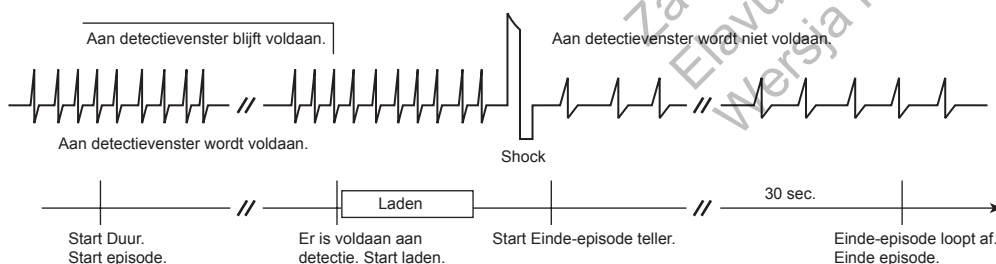 Aan detectievenster blijft voldaan.
Aan detectievenster wordt niet voldaan.
Aan detectievenster wordt voldaan.
Shock
Laden
30 sec.
Start Duur.
Start episode.
Er is voldaan aan
detectie. Start laden.
Start Einde-episode teller.
Einde-episode loopt af.
Einde episode.
Elavu
Wersja